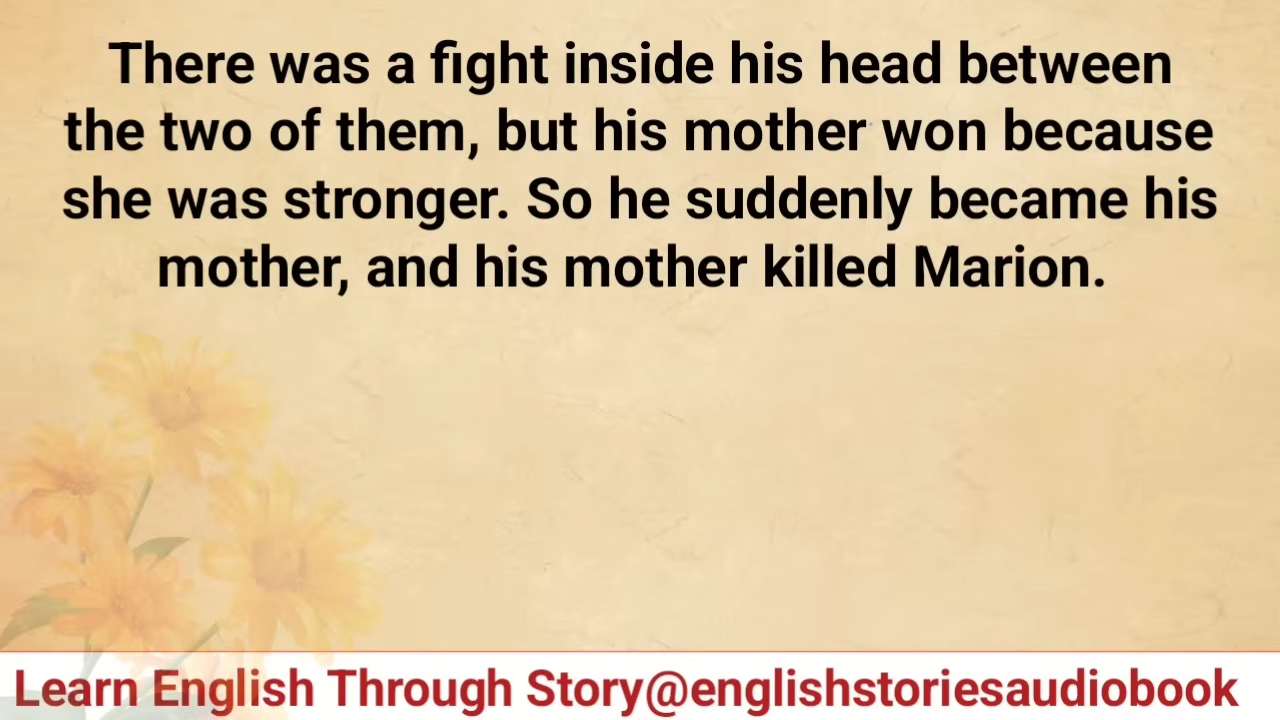 There was a fight inside his head between
the two of them, but his mother won because
she was stronger. So he suddenly became his
mother, and his mother killed Marion.
Learn English Through Story@englishstoriesaudiobook